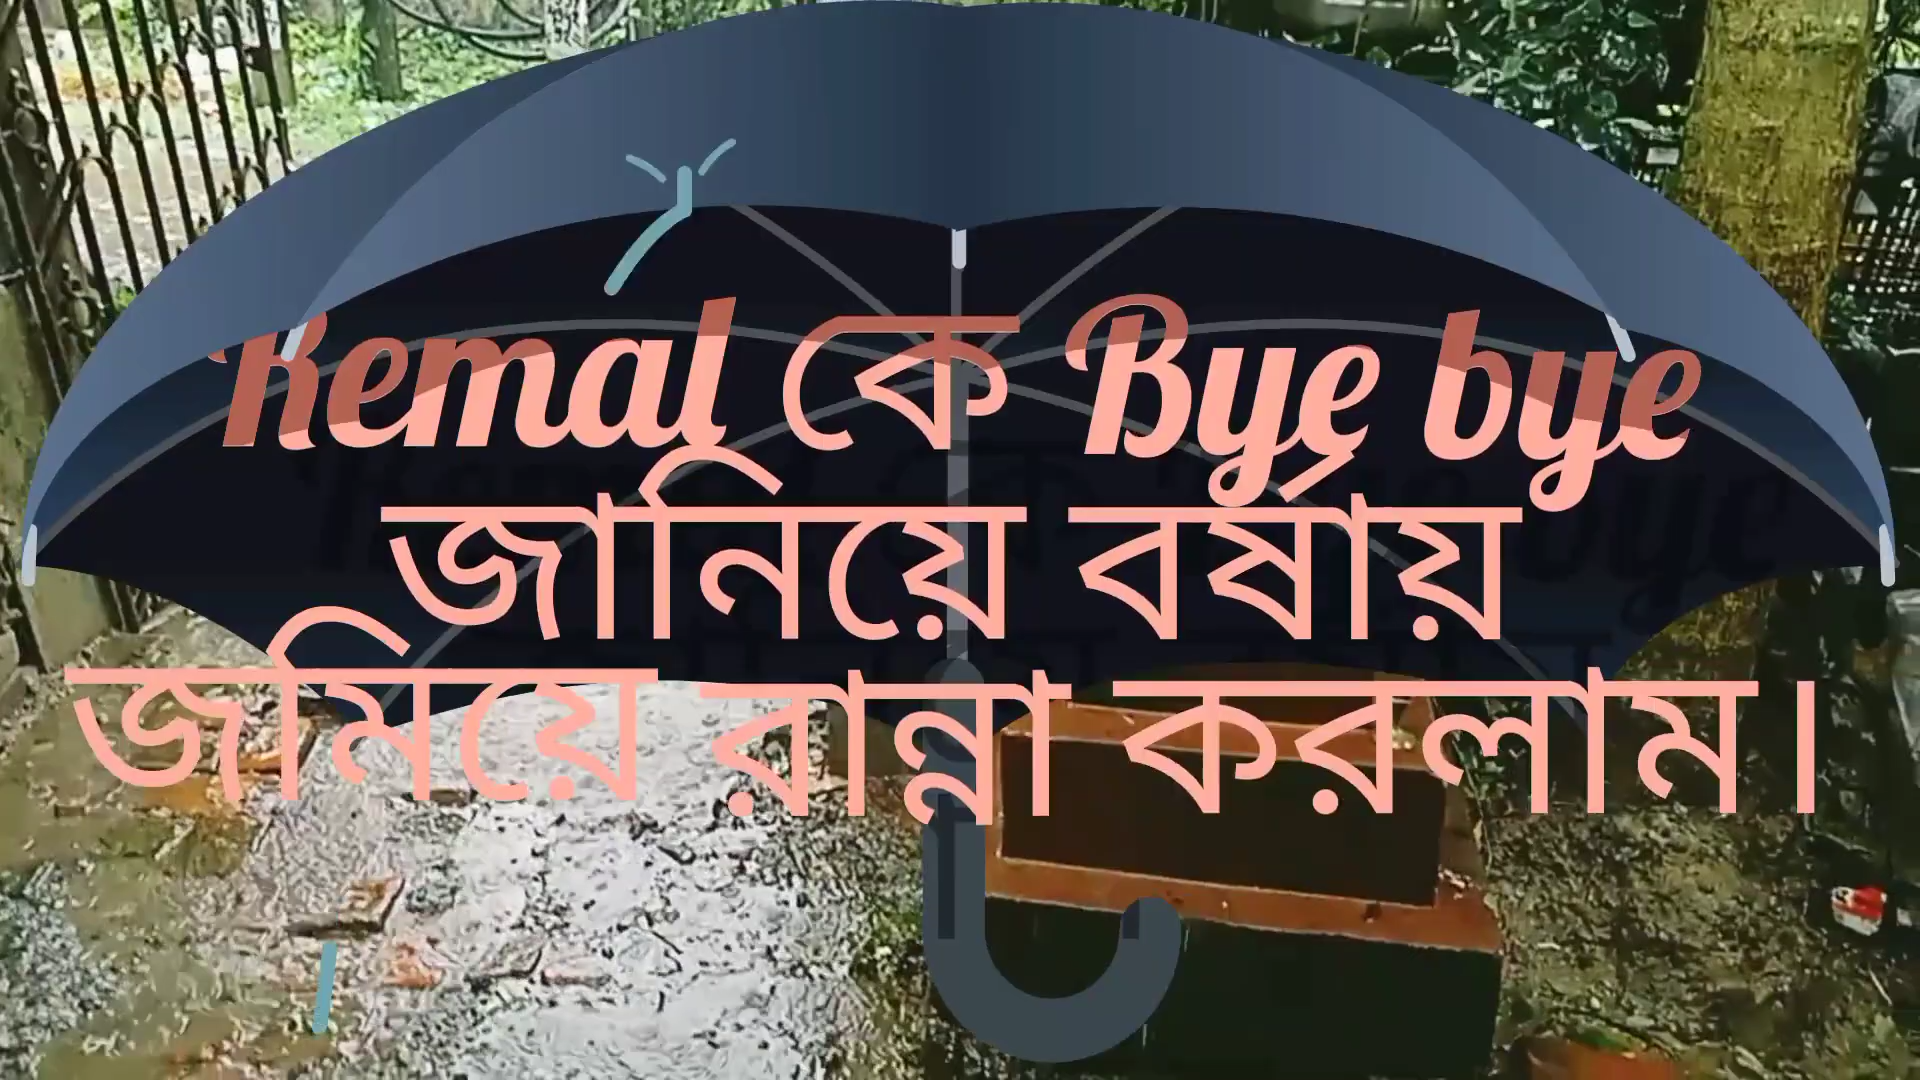 Remal কে Bye bye
জানিয়ে বর্ষায়
জমিয়ে রান্না করলাম।